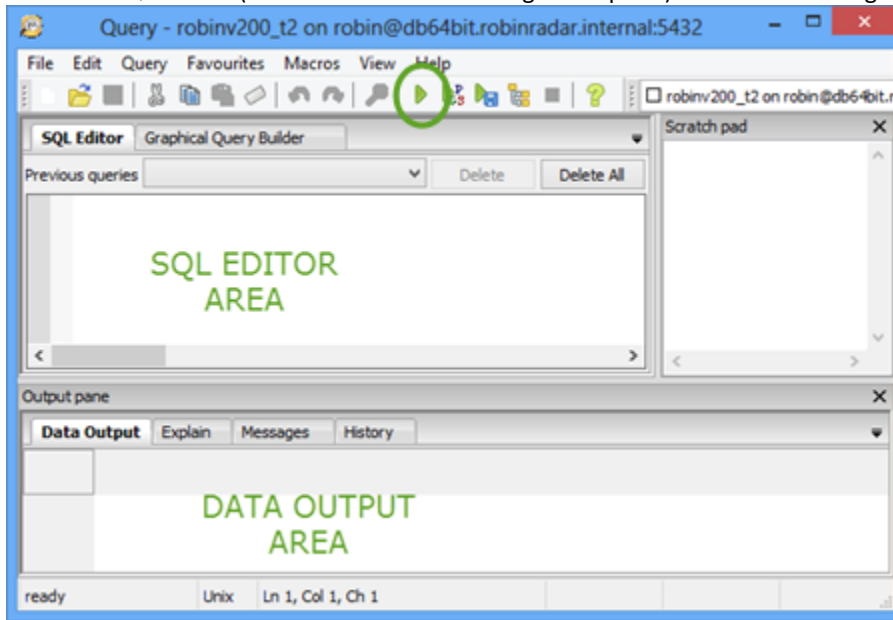 Query - robinv200_t2 on robin@db64bit.robinradar.internal:5432
File Edit Query Favourites Macros View Help
robinv200_t2 on robin@db64bit.r
SQL Editor Graphical Query Builder
Scratch pad
Previous queries Delete Delete All
SQL EDITOR
AREA
Output pane
Data Output Explain Messages History
DATA OUTPUT
AREA
ready Unix Ln 1, Col 1, Ch 1